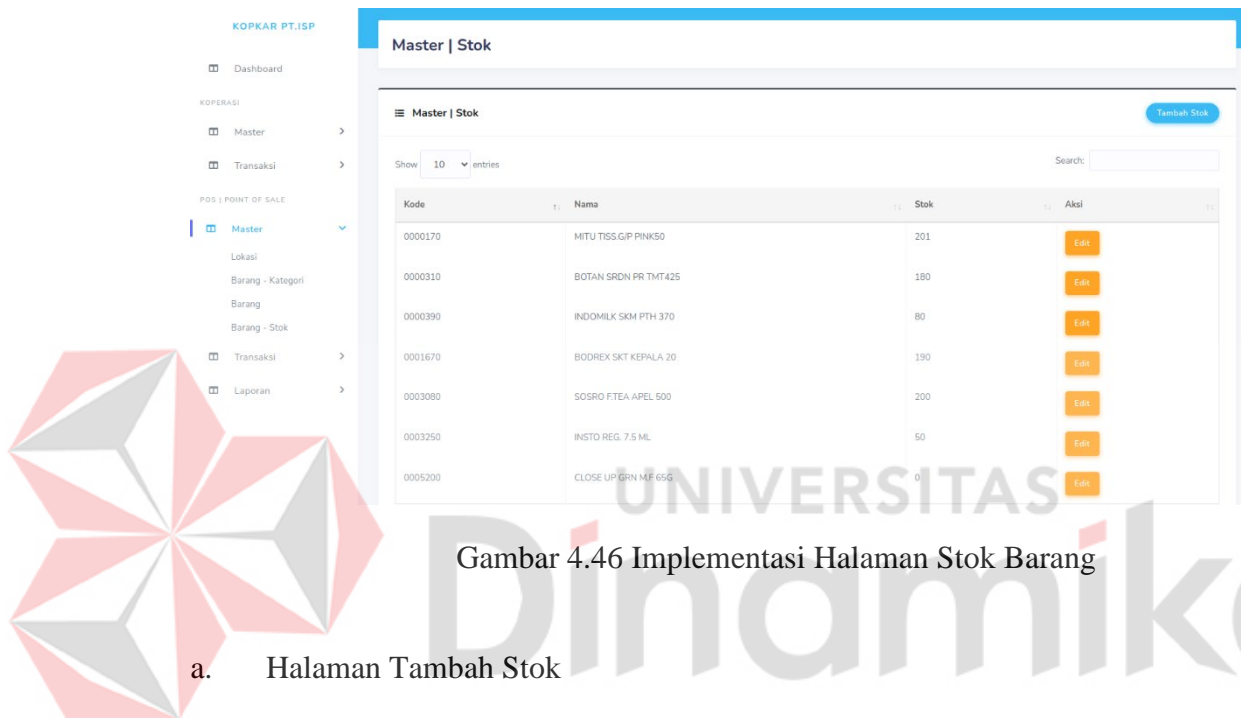 KOPKAR PT.ISP
Dashboard
KOPERASI
Master
Transaksi
POS | POINT OF SALE
Master
Lokasi
Barang - Kategori
Barang
Barang - Stok
Transaksi
Laporan
Master | Stok
Master | Stok
Tambah Stok
Show 10 entries
Search:
Kode Nama Stok Aksi
0000170 MITU TISS.G/P PINK50 201 Edit
0000310 BOTAN SRDN PR TMT425 180 Edit
0000390 INDOMILK SKM PTH 370 80 Edit
0001670 BODREX SKT KEPALA 20 190 Edit
0003080 SOSRO F.TEA APEL 500 200 Edit
0003250 INSTO REG. 7.5 ML 50 Edit
0005200 CLOSE UP GRN M.F 65G 0 Edit
UNIVERSITAS
Dinamika
Gambar 4.46 Implementasi Halaman Stok Barang
a. Halaman Tambah Stok